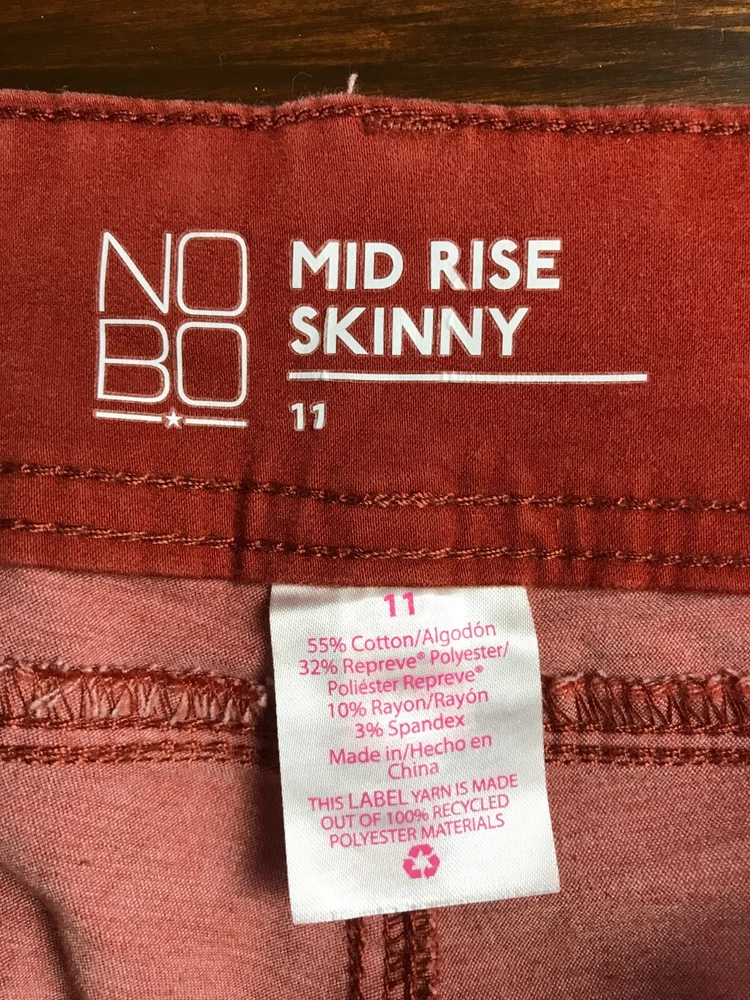 NO
BO
MID RISE
SKINNY
11
11
55% Cotton/Algodón
32% Repreve® Polyester/
Poliéster Repreve®
10% Rayon/Rayón
3% Spandex
Made in/Hecho en
China
THIS LABEL YARN IS MADE
OUT OF 100% RECYCLED
POLYESTER MATERIALS